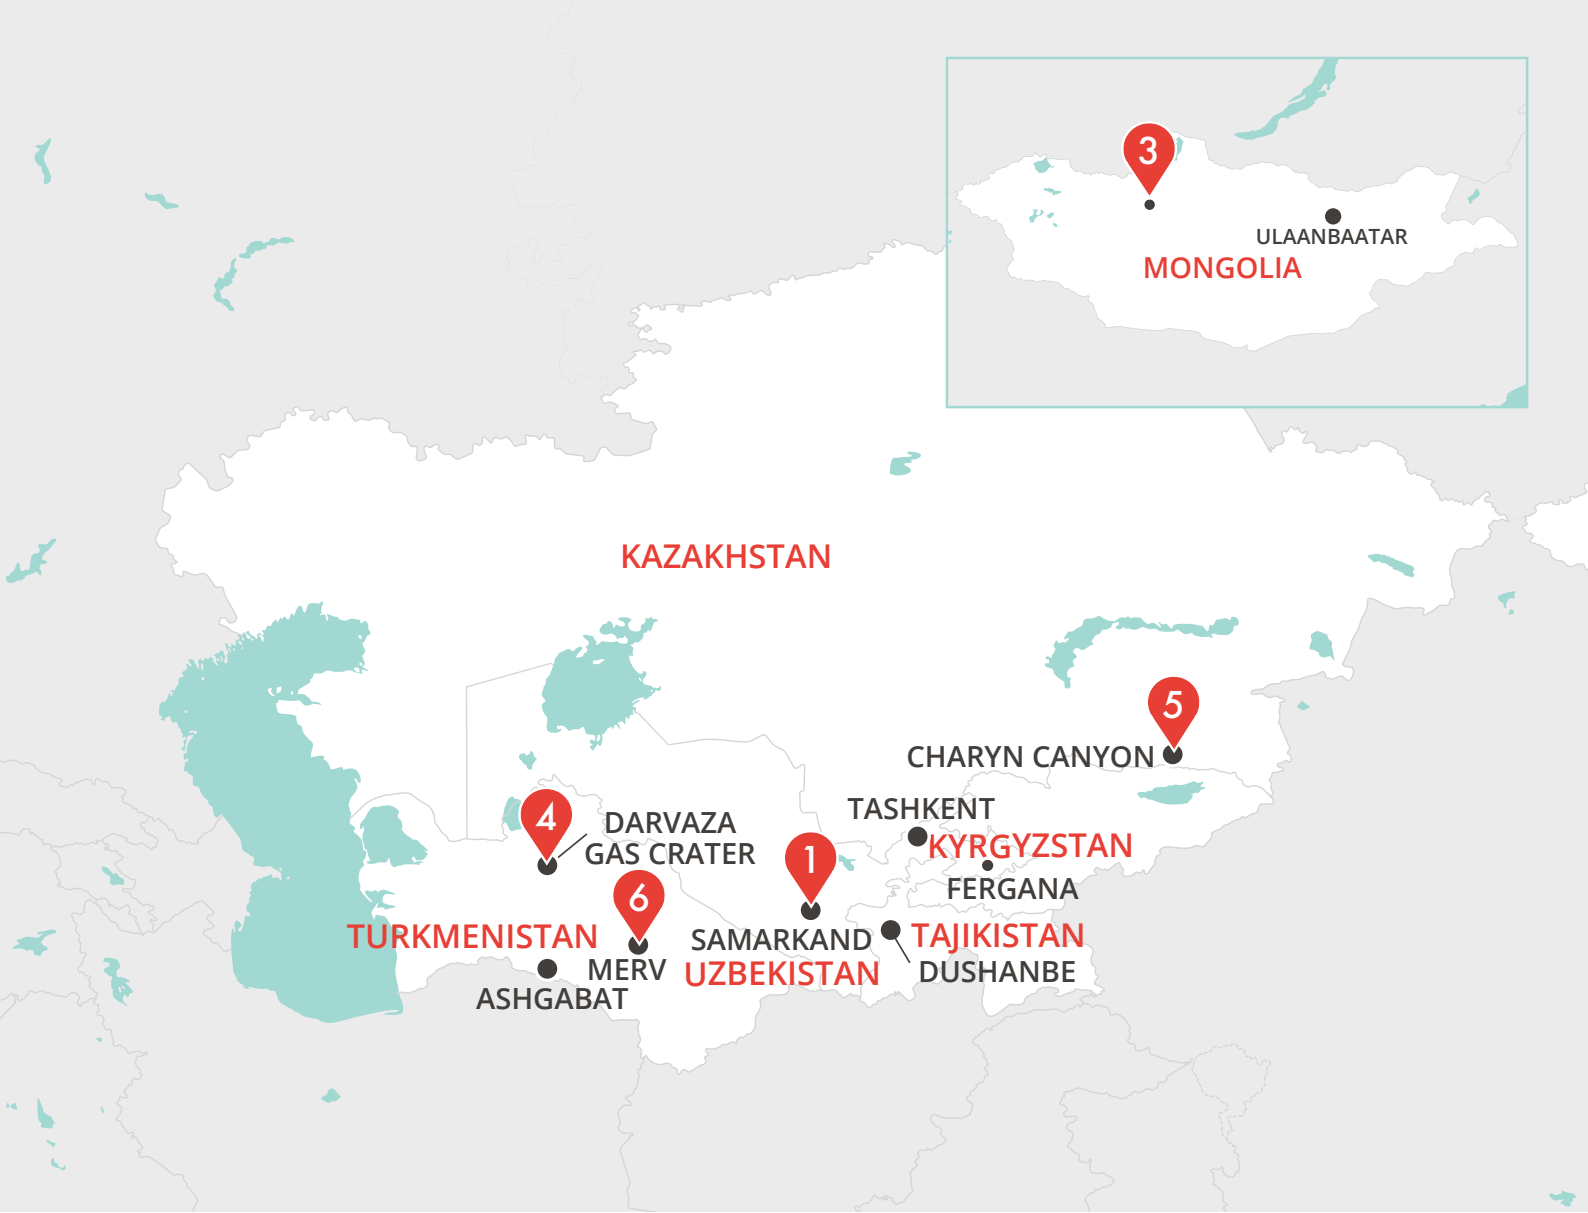 3
ULAANBAATAR
MONGOLIA
KAZAKHSTAN
5
CHARYN CANYON
4
DARVAZA
GAS CRATER
TASHKENT
KYRGYZSTAN
1
FERGANA
6
TURKMENISTAN
SAMARKAND
TAJIKISTAN
MERV
UZBEKISTAN
DUSHANBE
ASHGABAT